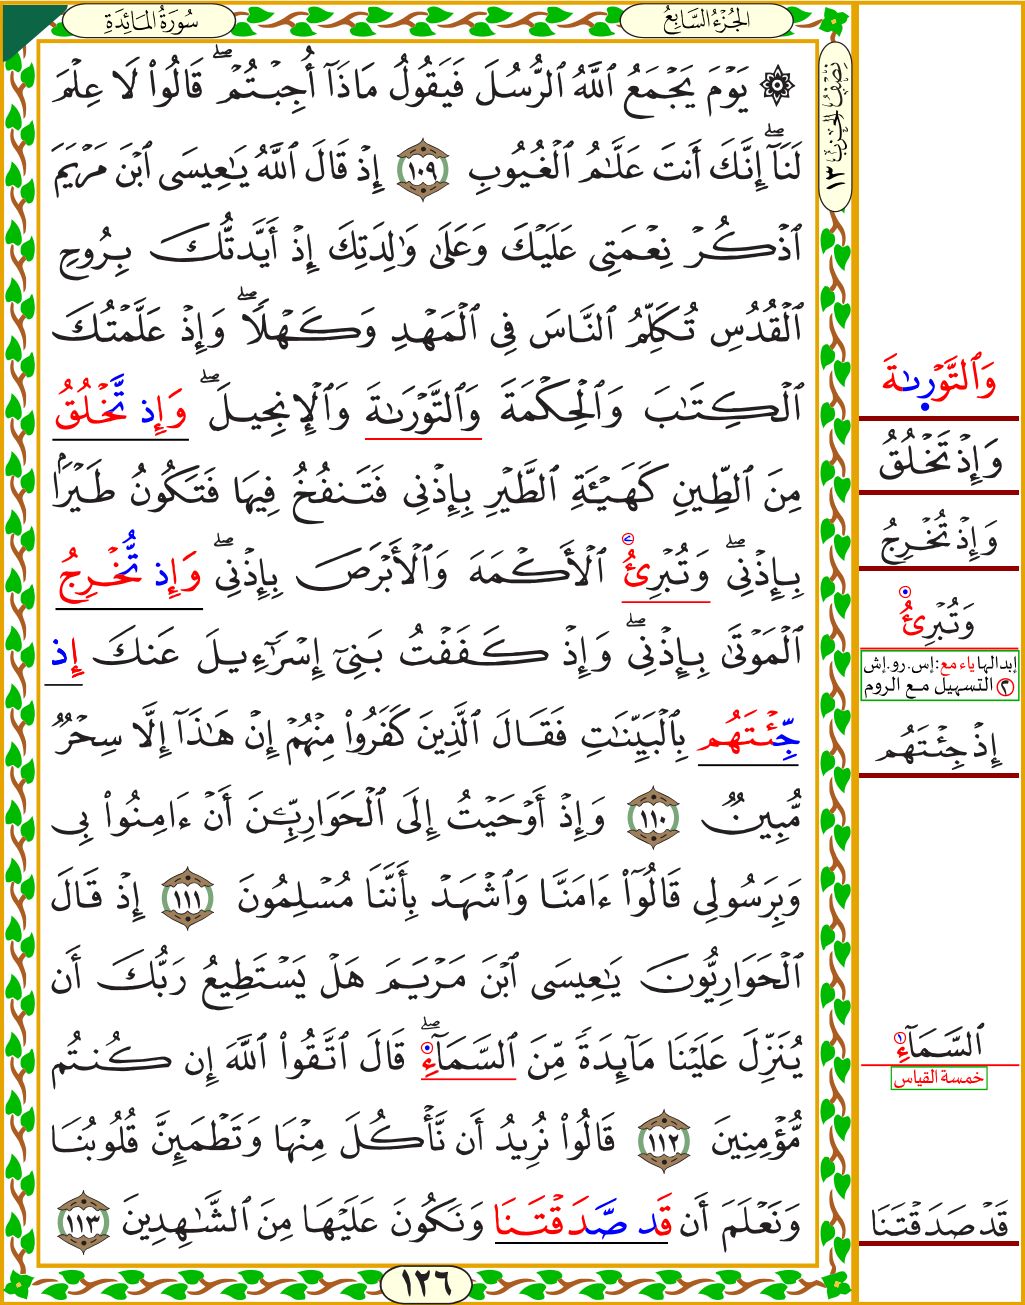 سُورَةُ المَائِدَةِ
الجُزْءُ السَّابِعُ
نِصْفُ الحِزْبِ ١٣
۞ يَوْمَ يَجْمَعُ ٱللَّهُ ٱلرُّسُلَ فَيَقُولُ مَاذَآ أُجِبْتُمْ ۖ قَالُوا۟ لَا عِلْمَ
لَنَآ ۖ إِنَّكَ أَنتَ عَلَّـٰمُ ٱلْغُيُوبِ ١٠٩ إِذْ قَالَ ٱللَّهُ يَـٰعِيسَى ٱبْنَ مَرْيَمَ
ٱذْكُرْ نِعْمَتِى عَلَيْكَ وَعَلَىٰ وَٰلِدَتِكَ إِذْ أَيَّدتُّكَ بِرُوحِ
ٱلْقُدُسِ تُكَلِّمُ ٱلنَّاسَ فِى ٱلْمَهْدِ وَكَهْلًا ۖ وَإِذْ عَلَّمْتُكَ
ٱلْكِتَـٰبَ وَٱلْحِكْمَةَ وَٱلتَّوْرَىٰةَ وَٱلْإِنجِيلَ ۖ وَإِذ تَّخْلُقُ
مِنَ ٱلطِّينِ كَهَيْـَٔةِ ٱلطَّيْرِ بِإِذْنِى فَتَنفُخُ فِيهَا فَتَكُونُ طَيْرًۢا
بِإِذْنِى ۖ وَتُبْرِئُ ٱلْأَكْمَهَ وَٱلْأَبْرَصَ بِإِذْنِى ۖ وَإِذ تُّخْرِجُ
ٱلْمَوْتَىٰ بِإِذْنِى ۖ وَإِذْ كَفَفْتُ بَنِىٓ إِسْرَٰٓءِيلَ عَنكَ إِذ
جِّئْتَهُم بِٱلْبَيِّنَـٰتِ فَقَالَ ٱلَّذِينَ كَفَرُوا۟ مِنْهُمْ إِنْ هَـٰذَآ إِلَّا سِحْرٌ
مُّبِينٌ ١١٠ وَإِذْ أَوْحَيْتُ إِلَى ٱلْحَوَارِيِّـۧنَ أَنْ ءَامِنُوا۟ بِى
وَبِرَسُولِى قَالُوٓا۟ ءَامَنَّا وَٱشْهَدْ بِأَنَّنَا مُسْلِمُونَ ١١١ إِذْ قَالَ
ٱلْحَوَارِيُّونَ يَـٰعِيسَى ٱبْنَ مَرْيَمَ هَلْ يَسْتَطِيعُ رَبُّكَ أَن
يُنَزِّلَ عَلَيْنَا مَآئِدَةً مِّنَ ٱلسَّمَآءِ ۖ قَالَ ٱتَّقُوا۟ ٱللَّهَ إِن كُنتُم
مُّؤْمِنِينَ ١١٢ قَالُوا۟ نُرِيدُ أَن نَّأْكُلَ مِنْهَا وَتَطْمَئِنَّ قُلُوبُنَا
وَنَعْلَمَ أَن قَد صَّدَقْتَنَا وَنَكُونَ عَلَيْهَا مِنَ ٱلشَّـٰهِدِينَ ١١٣
١٢٦
وَٱلتَّوْرَىٰةَ
وَإِذْ تَخْلُقُ
وَإِذْ تُخْرِجُ
وَتُبْرِئُ
إبدالها ياء مع: إس.رو.إش
٢ التسهيل مع الروم
إِذْ جِئْتَهُم
ٱلسَّمَآءِ
خمسة القياس
قَدْ صَدَقْتَنَا